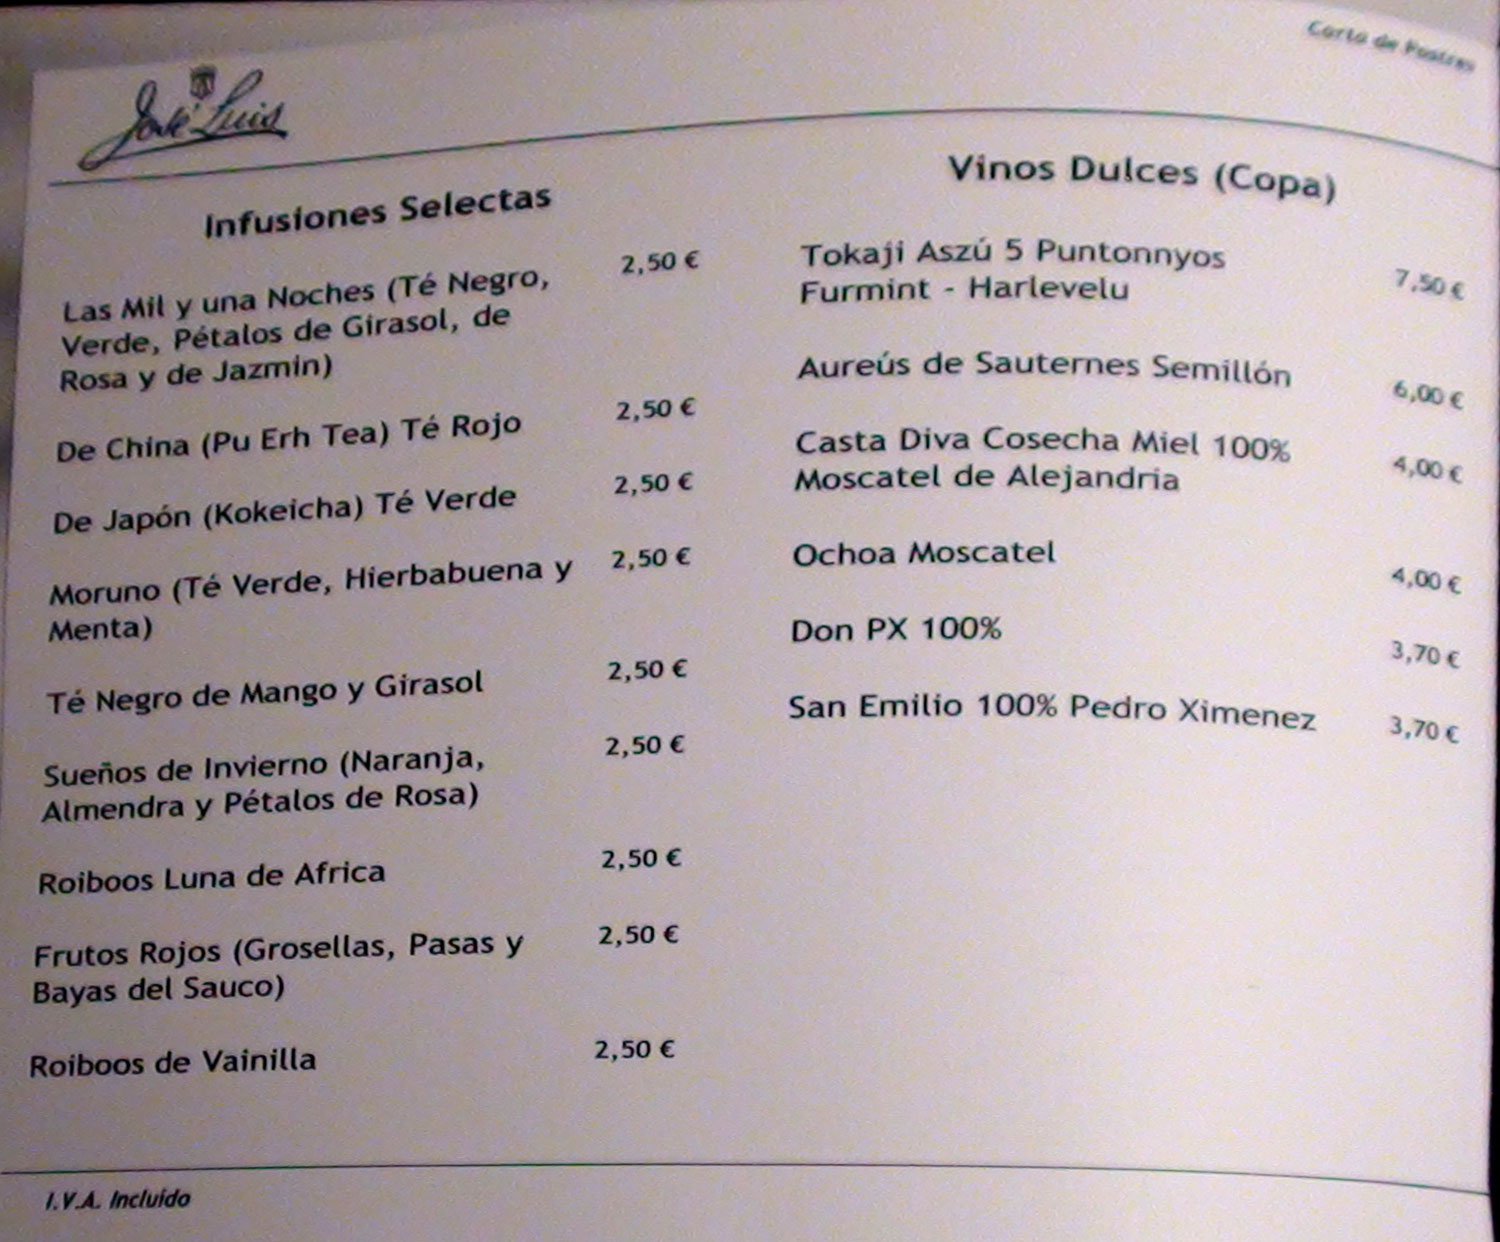 Carta de Postres
José Luis
Infusiones Selectas
Las Mil y una Noches (Té Negro, 2,50 €
Verde, Pétalos de Girasol, de
Rosa y de Jazmin)
De China (Pu Erh Tea) Té Rojo 2,50 €
De Japón (Kokeicha) Té Verde 2,50 €
Moruno (Té Verde, Hierbabuena y 2,50 €
Menta)
Té Negro de Mango y Girasol 2,50 €
Sueños de Invierno (Naranja, 2,50 €
Almendra y Pétalos de Rosa)
Roiboos Luna de Africa 2,50 €
Frutos Rojos (Grosellas, Pasas y 2,50 €
Bayas del Sauco)
Roiboos de Vainilla 2,50 €
Vinos Dulces (Copa)
Tokaji Aszú 5 Puntonnyos
Furmint - Harlevelu 7,50 €
Aureús de Sauternes Semillón 6,00 €
Casta Diva Cosecha Miel 100% 4,00 €
Moscatel de Alejandria
Ochoa Moscatel 4,00 €
Don PX 100% 3,70 €
San Emilio 100% Pedro Ximenez 3,70 €
I.V.A. Incluído